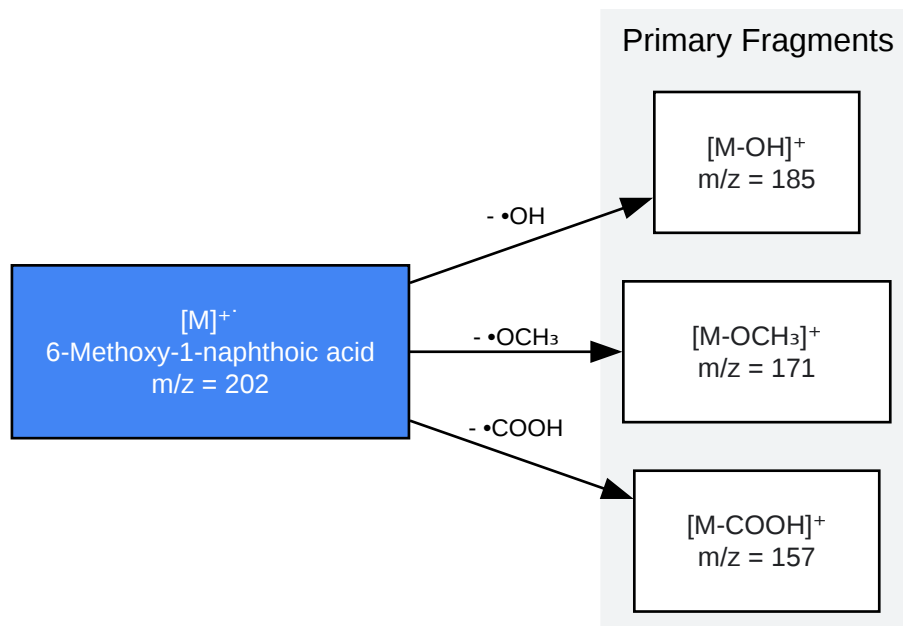 Primary Fragments
[M-OH]⁺
m/z = 185
- •OH
[M]⁺˙
6-Methoxy-1-naphthoic acid
m/z = 202
- •OCH₃
[M-OCH₃]⁺
m/z = 171
- •COOH
[M-COOH]⁺
m/z = 157